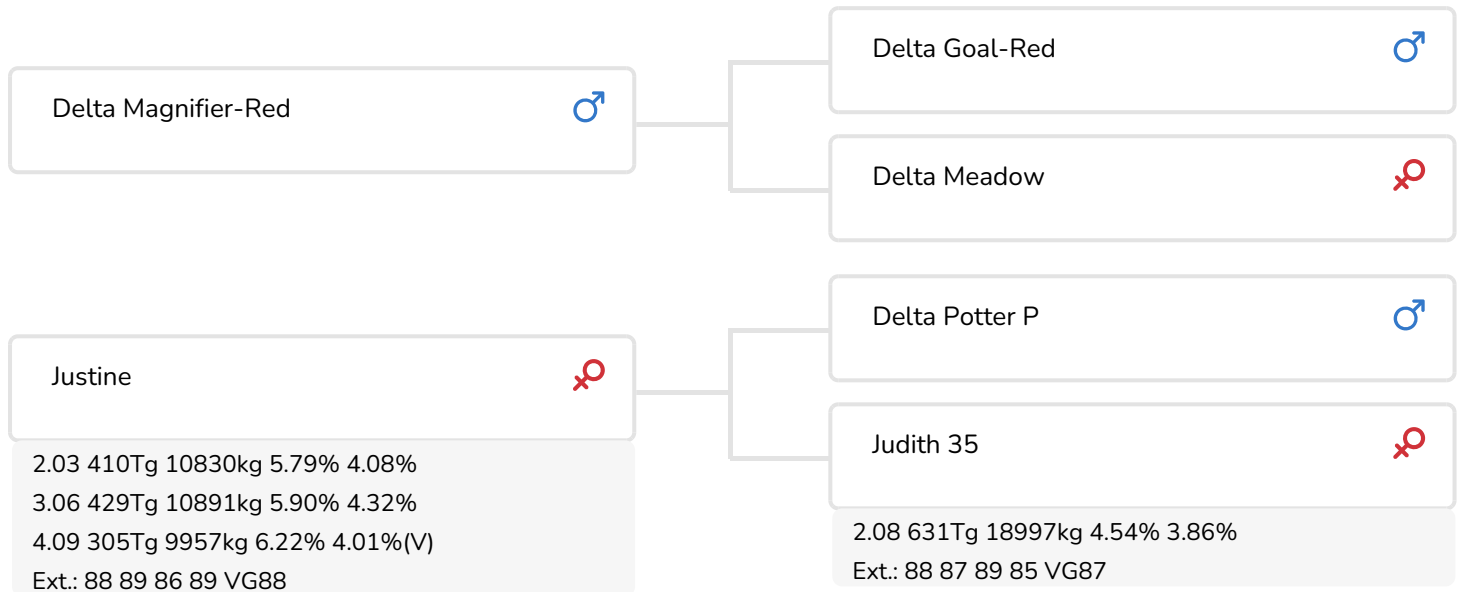 Delta Magnifier-Red
Delta Goal-Red
Delta Meadow
Justine
2.03 410Tg 10830kg 5.79% 4.08%
3.06 429Tg 10891kg 5.90% 4.32%
4.09 305Tg 9957kg 6.22% 4.01%(V)
Ext.: 88 89 86 89 VG88
Delta Potter P
Judith 35
2.08 631Tg 18997kg 4.54% 3.86%
Ext.: 88 87 89 85 VG87